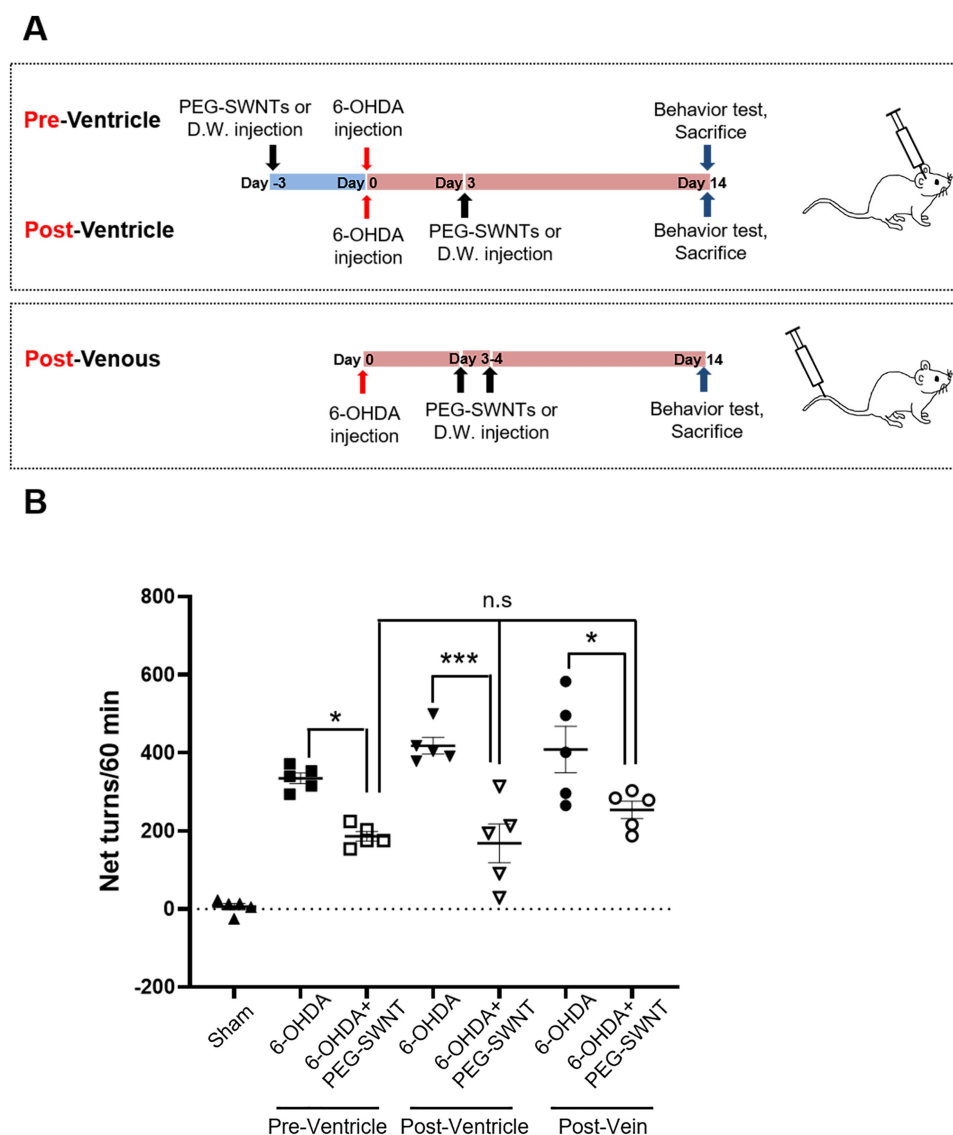 A
Pre-Ventricle
PEG-SWNTs or
D.W. injection
6-OHDA
injection
Behavior test,
Sacrifice
Day -3 Day 0 Day 3 Day 14
Post-Ventricle
6-OHDA
injection
PEG-SWNTs or
D.W. injection
Behavior test,
Sacrifice
Post-Venous
Day 0 Day 3-4 Day 14
6-OHDA
injection
PEG-SWNTs or
D.W. injection
Behavior test,
Sacrifice
B
Net turns/60 min
800
600
400
200
0
-200
n.s
*
***
*
Sham
6-OHDA
6-OHDA+
PEG-SWNT
6-OHDA
6-OHDA+
PEG-SWNT
6-OHDA
6-OHDA+
PEG-SWNT
Pre-Ventricle Post-Ventricle Post-Vein